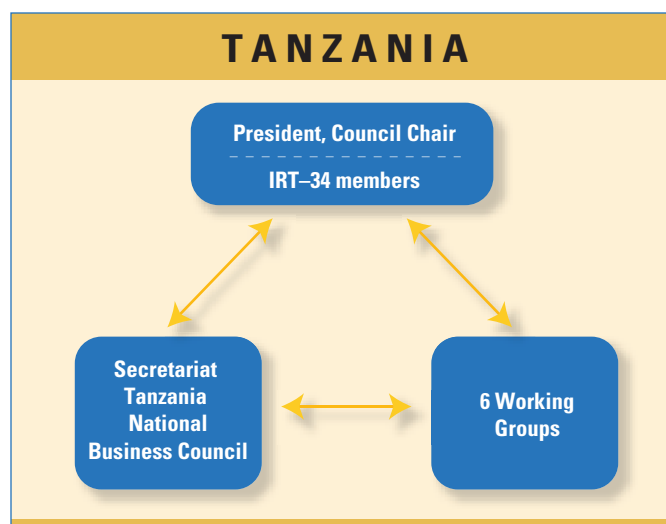 TANZANIA
President, Council Chair
IRT–34 members
Secretariat
Tanzania
National
Business Council
6 Working
Groups